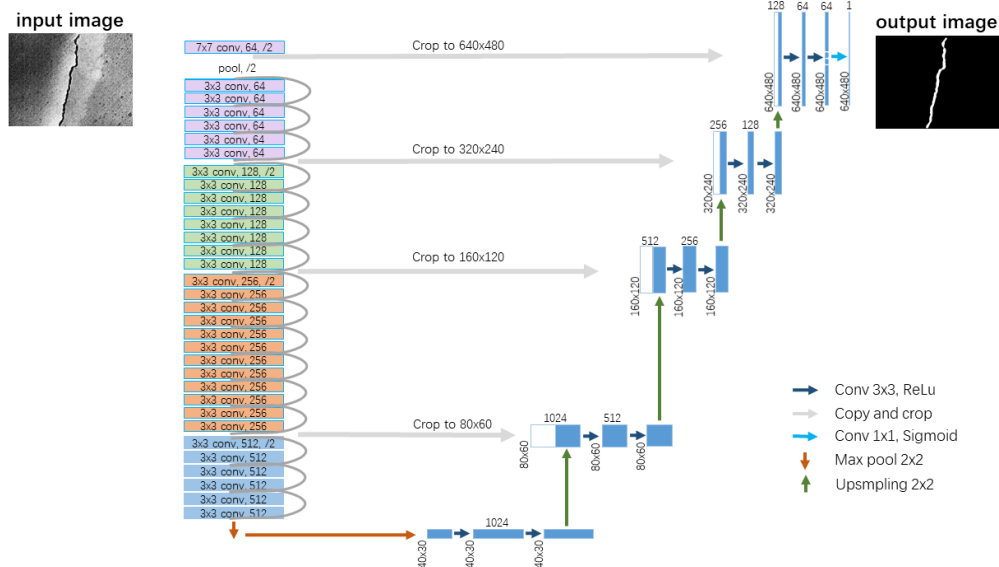 input image
7x7 conv, 64, /2
pool, /2
3x3 conv, 64
3x3 conv, 64
3x3 conv, 64
3x3 conv, 64
3x3 conv, 64
3x3 conv, 64
3x3 conv, 128, /2
3x3 conv, 128
3x3 conv, 128
3x3 conv, 128
3x3 conv, 128
3x3 conv, 128
3x3 conv, 128
3x3 conv, 128
3x3 conv, 256, /2
3x3 conv, 256
3x3 conv, 256
3x3 conv, 256
3x3 conv, 256
3x3 conv, 256
3x3 conv, 256
3x3 conv, 256
3x3 conv, 256
3x3 conv, 256
3x3 conv, 256
3x3 conv, 256
3x3 conv, 512, /2
3x3 conv, 512
3x3 conv, 512
3x3 conv, 512
3x3 conv, 512
3x3 conv, 512
Crop to 640x480
Crop to 320x240
Crop to 160x120
Crop to 80x60
128
64
64
1
640x480
640x480
640x480
640x480
256
128
320x240
320x240
320x240
512
256
160x120
160x120
160x120
1024
512
80x60
80x60
80x60
1024
40x30
40x30
40x30
output image
Conv 3x3, ReLu
Copy and crop
Conv 1x1, Sigmoid
Max pool 2x2
Upsmpling 2x2